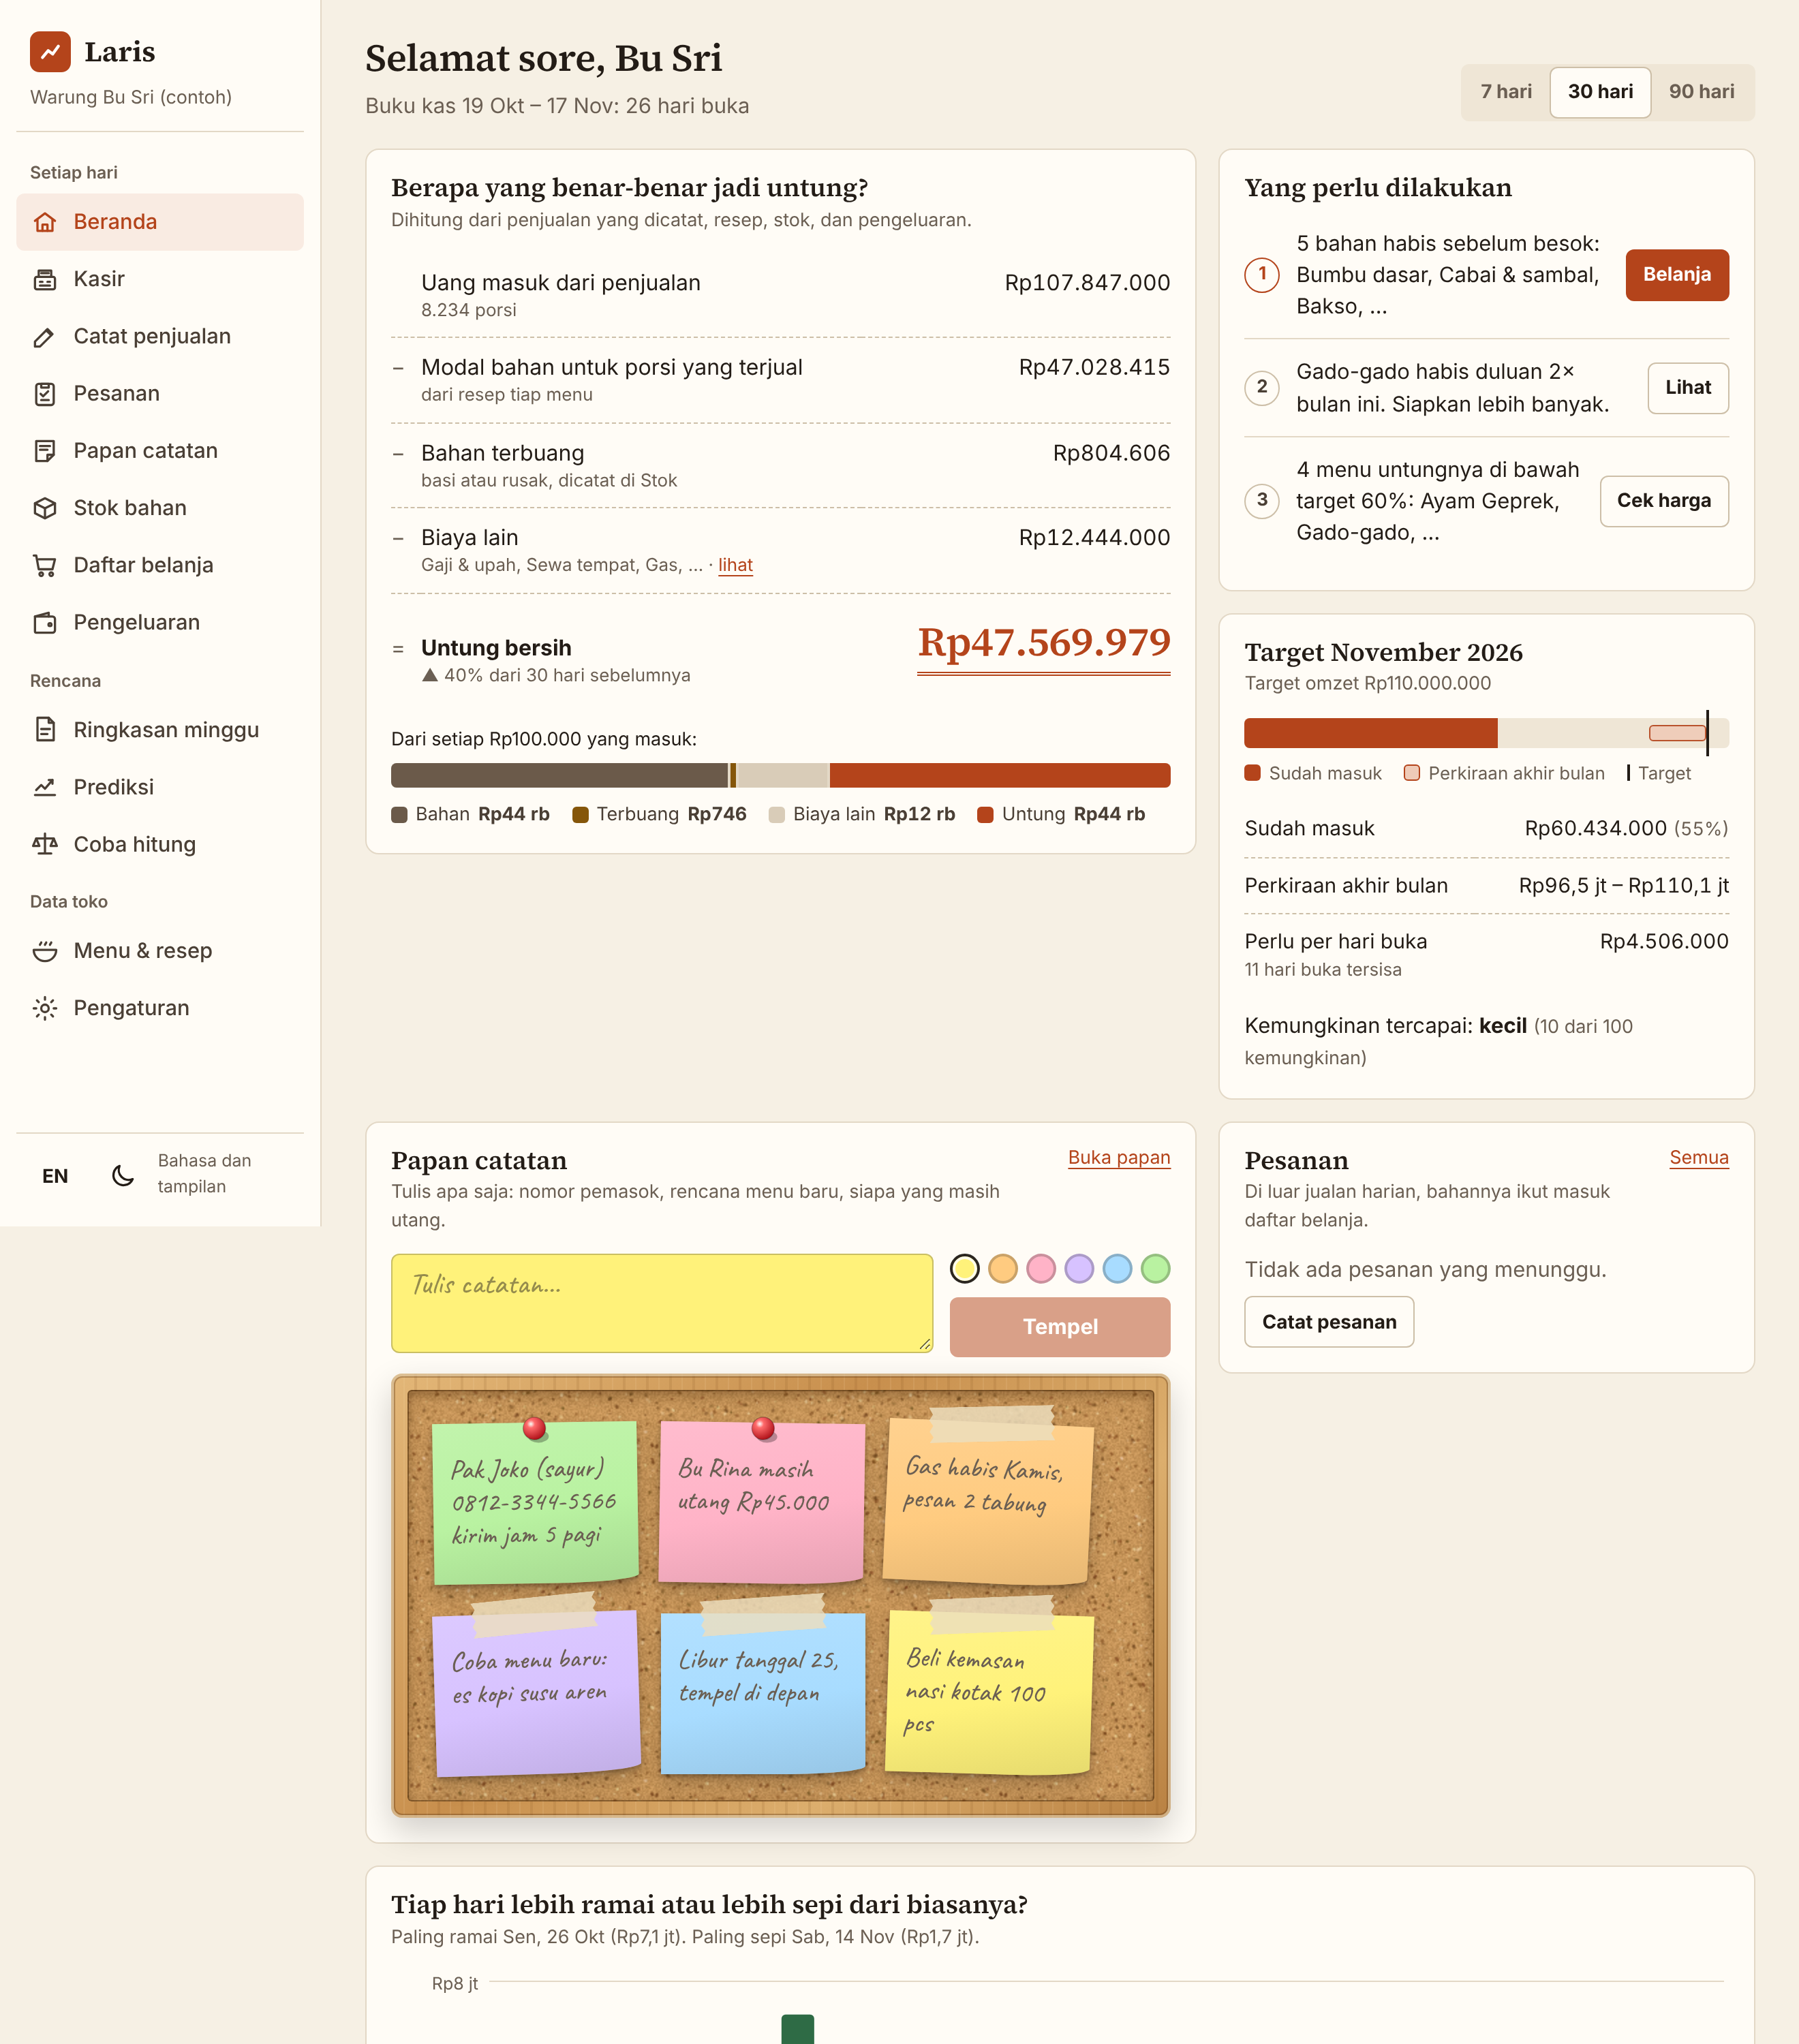 Laris
Warung Bu Sri (contoh)
Setiap hari
Beranda
Kasir
Catat penjualan
Pesanan
Papan catatan
Stok bahan
Daftar belanja
Pengeluaran
Rencana
Ringkasan minggu
Prediksi
Coba hitung
Data toko
Menu & resep
Pengaturan
EN
Bahasa dan
tampilan
Selamat sore, Bu Sri
Buku kas 19 Okt – 17 Nov: 26 hari buka
7 hari 30 hari 90 hari
Berapa yang benar-benar jadi untung?
Dihitung dari penjualan yang dicatat, resep, stok, dan pengeluaran.
Uang masuk dari penjualan Rp107.847.000
8.234 porsi
– Modal bahan untuk porsi yang terjual Rp47.028.415
dari resep tiap menu
– Bahan terbuang Rp804.606
basi atau rusak, dicatat di Stok
– Biaya lain Rp12.444.000
Gaji & upah, Sewa tempat, Gas, ... · lihat
= Untung bersih Rp47.569.979
▲ 40% dari 30 hari sebelumnya
Dari setiap Rp100.000 yang masuk:
Bahan Rp44 rb Terbuang Rp746 Biaya lain Rp12 rb Untung Rp44 rb
Yang perlu dilakukan
1
5 bahan habis sebelum besok:
Bumbu dasar, Cabai & sambal,
Bakso, ...
Belanja
2
Gado-gado habis duluan 2×
bulan ini. Siapkan lebih banyak.
Lihat
3
4 menu untungnya di bawah
target 60%: Ayam Geprek,
Gado-gado, ...
Cek harga
Target November 2026
Target omzet Rp110.000.000
Sudah masuk Perkiraan akhir bulan Target
Sudah masuk Rp60.434.000 (55%)
Perkiraan akhir bulan Rp96,5 jt – Rp110,1 jt
Perlu per hari buka Rp4.506.000
11 hari buka tersisa
Kemungkinan tercapai: kecil (10 dari 100
kemungkinan)
Papan catatan Buka papan
Tulis apa saja: nomor pemasok, rencana menu baru, siapa yang masih
utang.
Tulis catatan...
Tempel
Pak Joko (sayur)
0812-3344-5566
kirim jam 5 pagi
Bu Rina masih
utang Rp45.000
Gas habis Kamis,
pesan 2 tabung
Coba menu baru:
es kopi susu aren
Libur tanggal 25,
tempel di depan
Beli kemasan
nasi kotak 100
pcs
Pesanan Semua
Di luar jualan harian, bahannya ikut masuk
daftar belanja.
Tidak ada pesanan yang menunggu.
Catat pesanan
Tiap hari lebih ramai atau lebih sepi dari biasanya?
Paling ramai Sen, 26 Okt (Rp7,1 jt). Paling sepi Sab, 14 Nov (Rp1,7 jt).
Rp8 jt